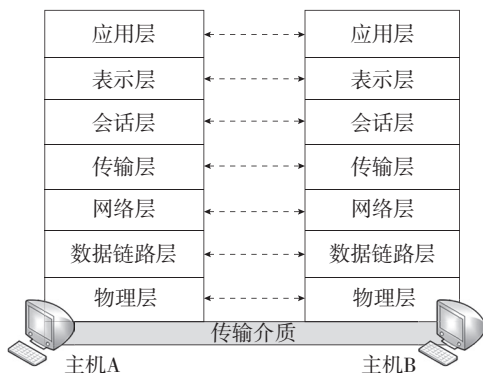 应用层 应用层
表示层 表示层
会话层 会话层
传输层 传输层
网络层 网络层
数据链路层 数据链路层
物理层 物理层
传输介质
主机A 主机B